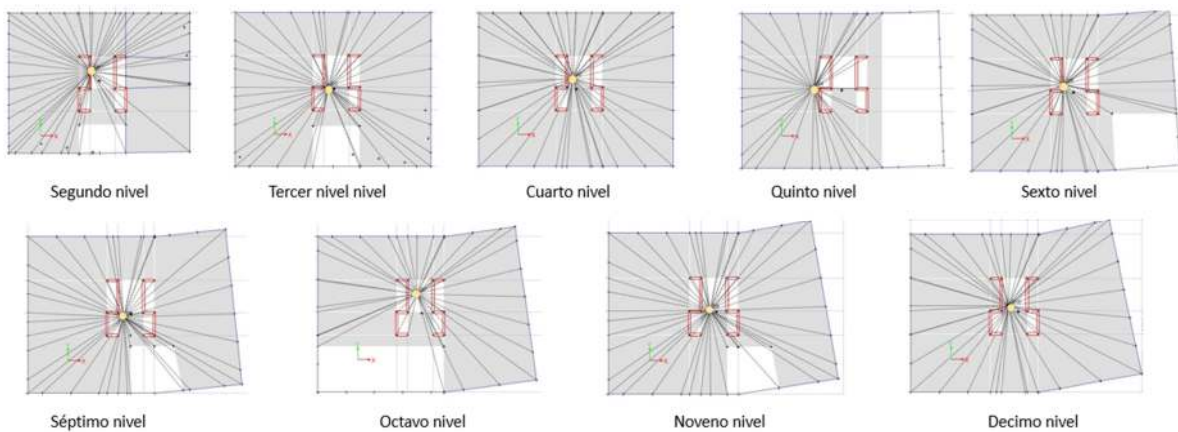 Segundo nivel
Tercer nivel nivel
Cuarto nivel
Quinto nivel
Sexto nivel
Séptimo nivel
Octavo nivel
Noveno nivel
Decimo nivel